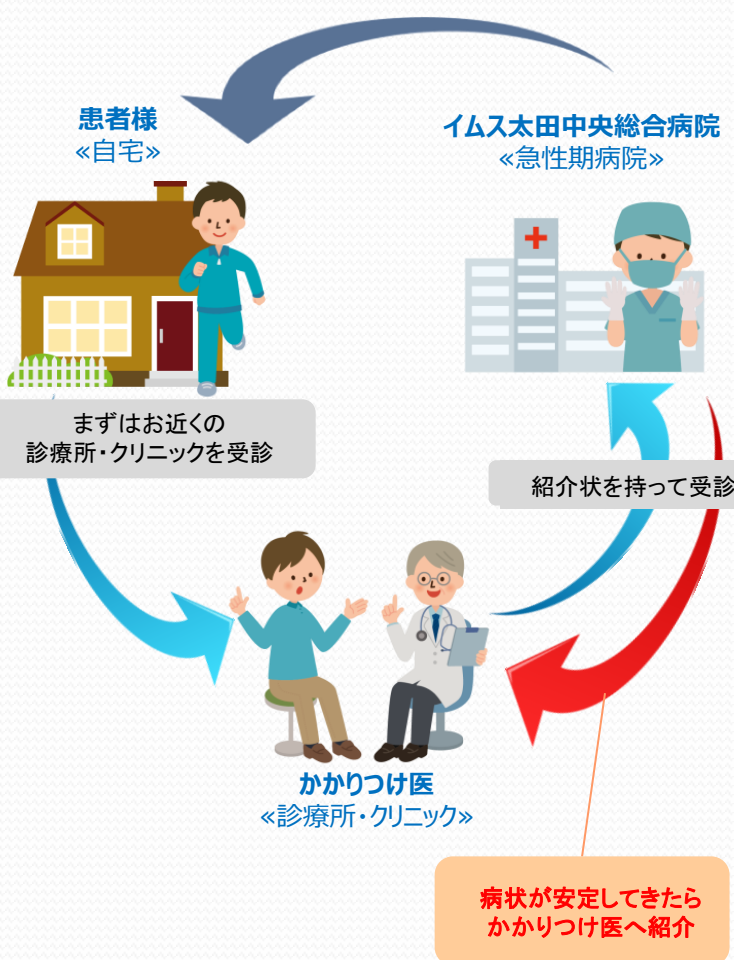 患者様
≪自宅≫
イムス太田中央総合病院
≪急性期病院≫
まずはお近くの
診療所・クリニックを受診
紹介状を持って受診
かかりつけ医
≪診療所・クリニック≫
病状が安定してきたら
かかりつけ医へ紹介